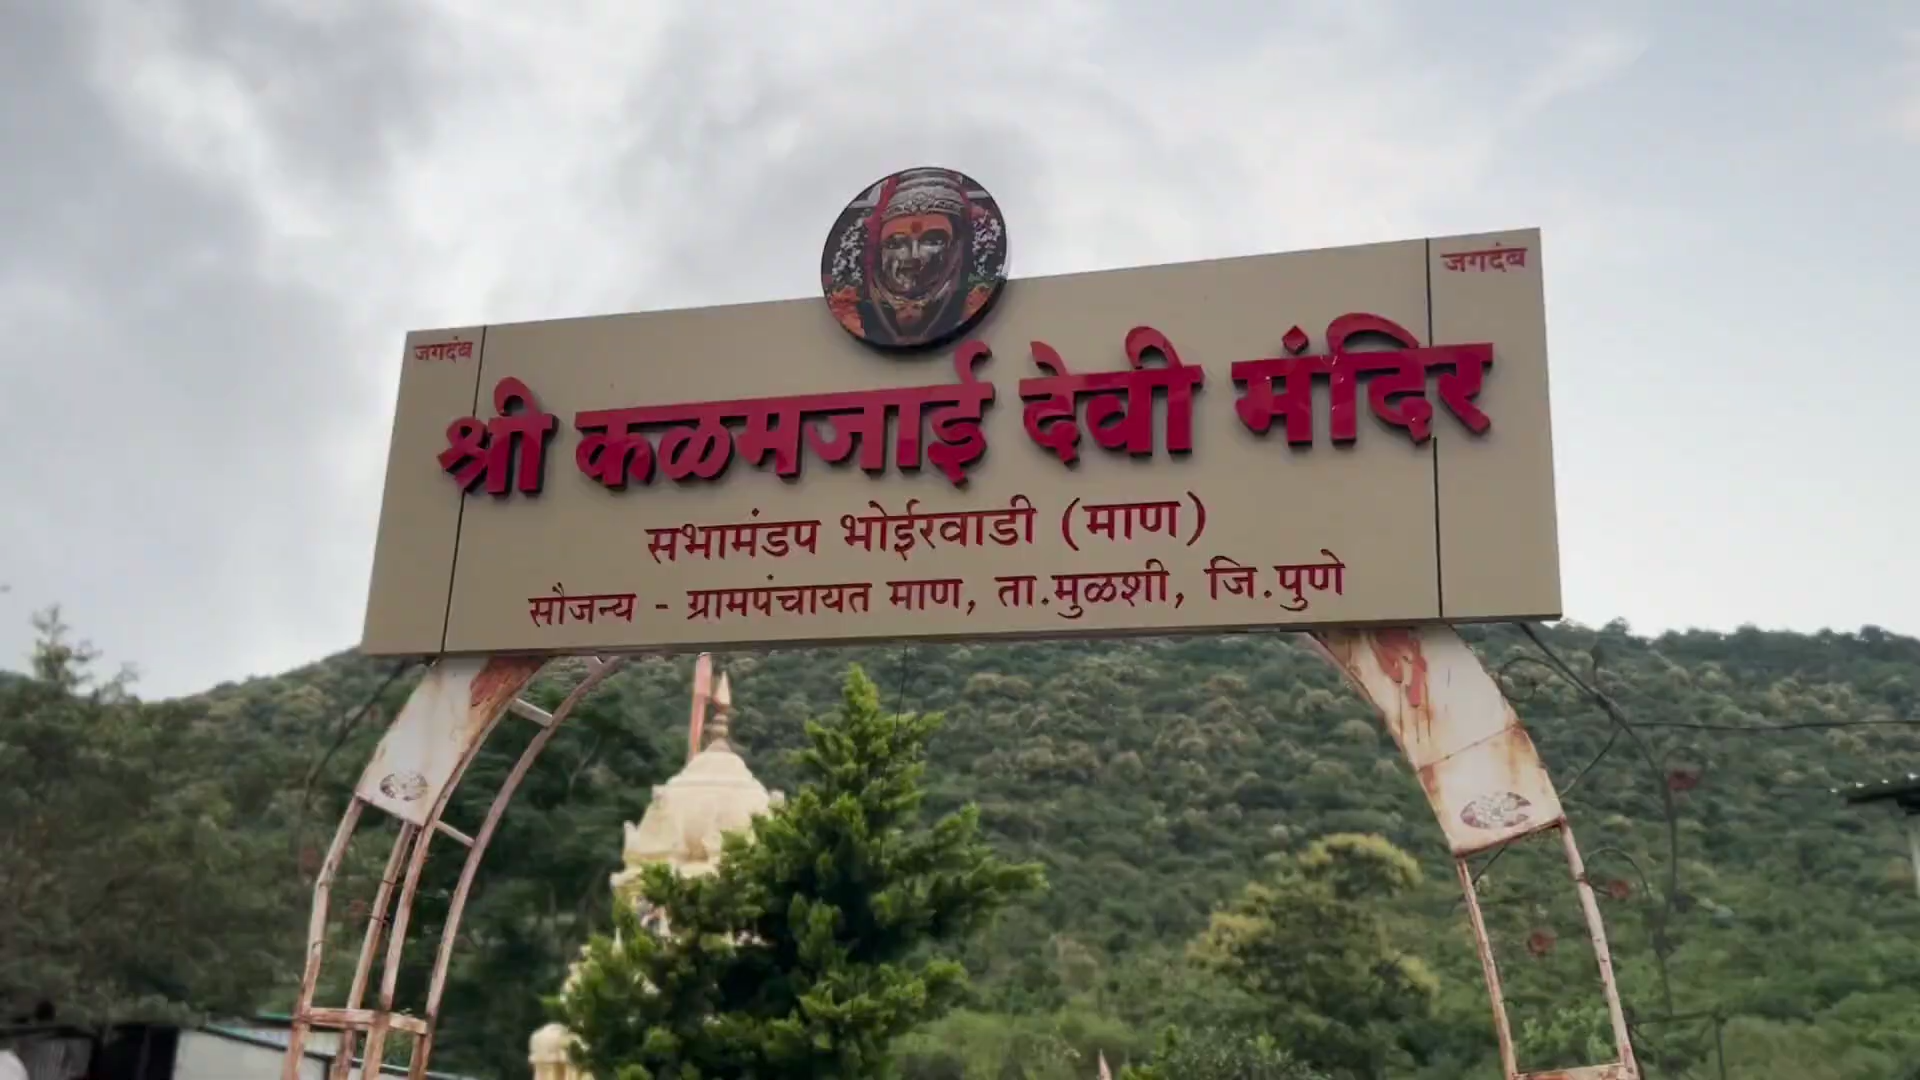 जगदंब
जगदंब
श्री कळमजाई देवी मंदिर
सभामंडप भोईरवाडी (माण)
सौजन्य - ग्रामपंचायत माण, ता.मुळशी, जि.पुणे